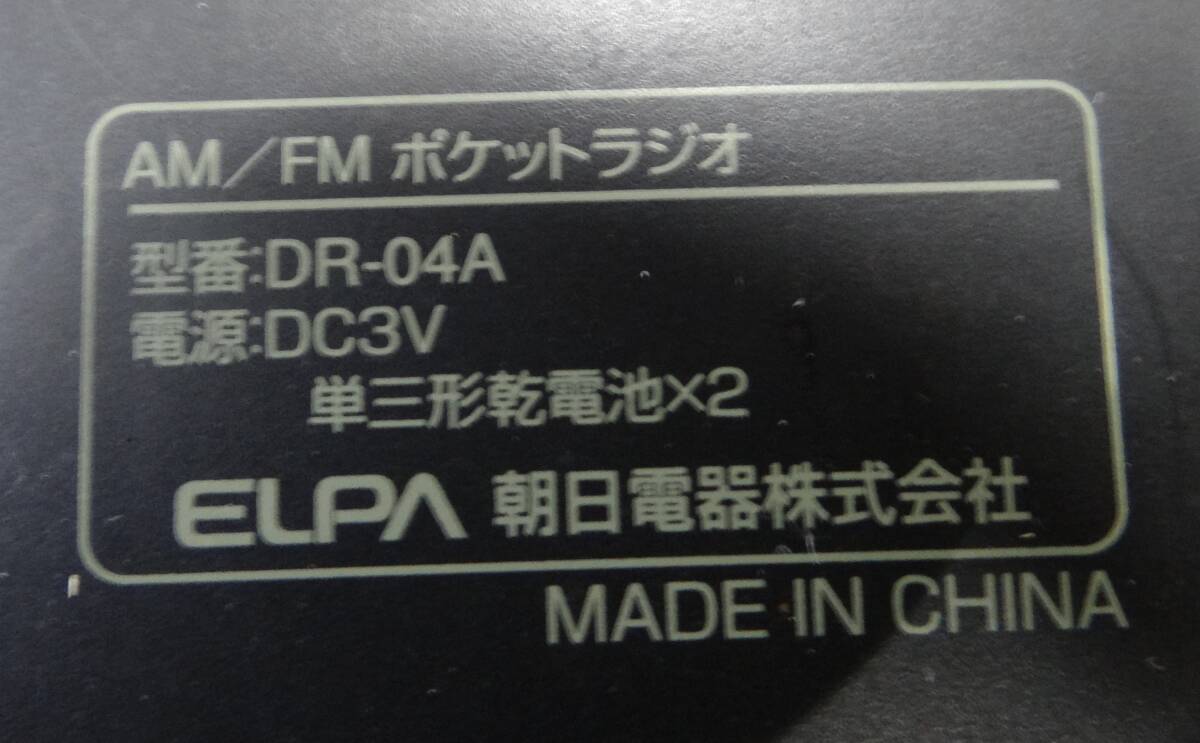 AM／FM ポケットラジオ
型番:DR-04A
電源:DC3V
単三形乾電池×2
ELPA 朝日電器株式会社
MADE IN CHINA